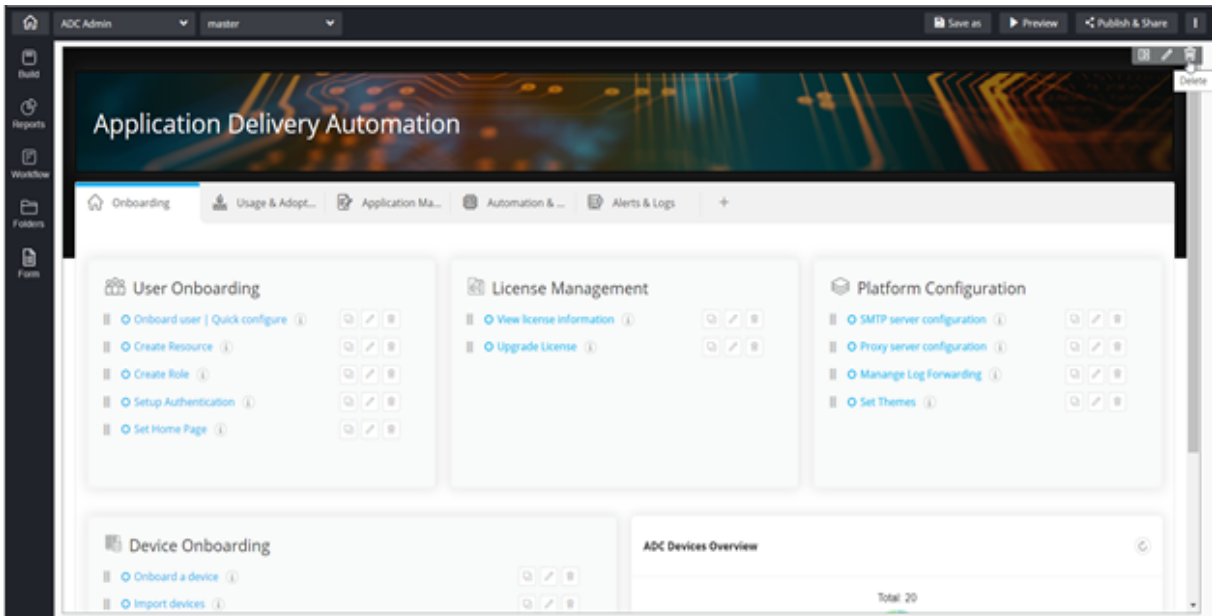 ADC Admin master Save as Preview Publish & Share
Build
Reports
Workflow
Folders
Form
Delete
Application Delivery Automation
Onboarding Usage & Adopt... Application Ma... Automation & ... Alerts & Logs +
User Onboarding
Onboard user | Quick configure
Create Resource
Create Role
Setup Authentication
Set Home Page
License Management
View license information
Upgrade License
Platform Configuration
SMTP server configuration
Proxy server configuration
Manange Log Forwarding
Set Themes
Device Onboarding
Onboard a device
Import devices
ADC Devices Overview
Total: 20